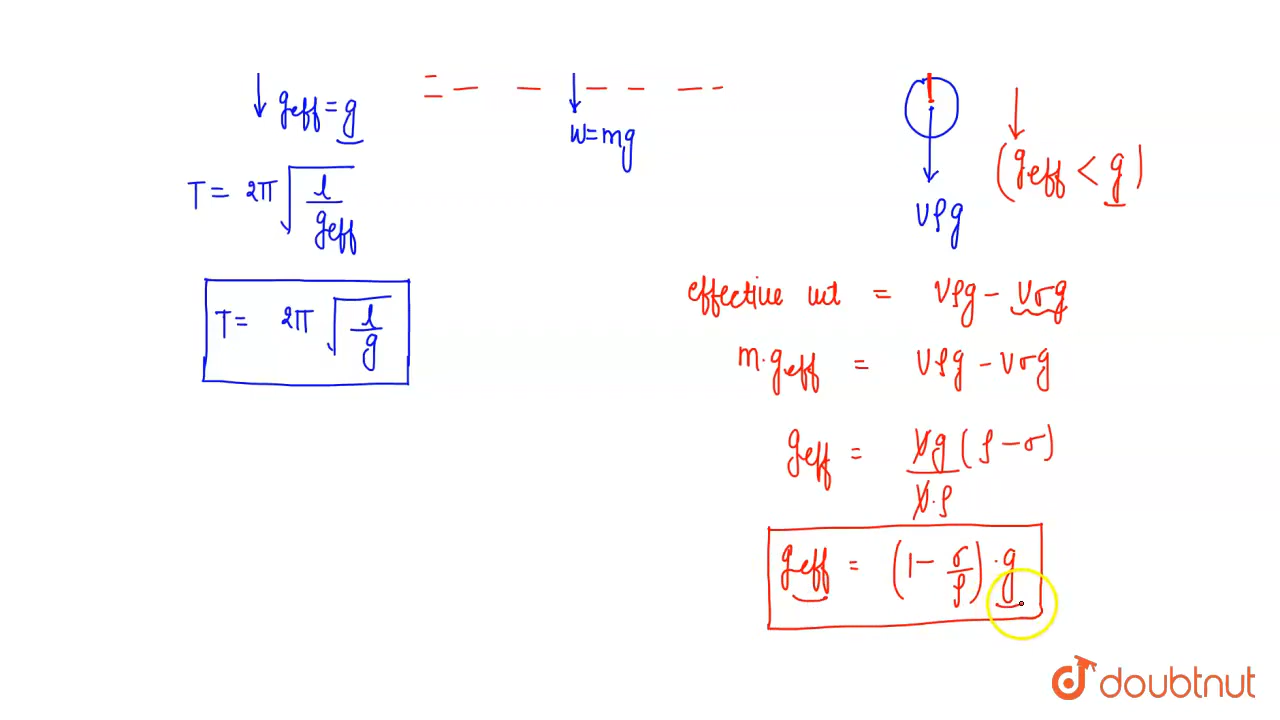 geff = g
W=mg
T = 2π√(l/geff)
T = 2π√(l/g)
(geff < g)
Vρg
effective wt = Vρg - Vσg
m·geff = Vρg - Vσg
geff = Vg(ρ-σ)/V·ρ
geff = (1 - σ/ρ)·g
doubtnut